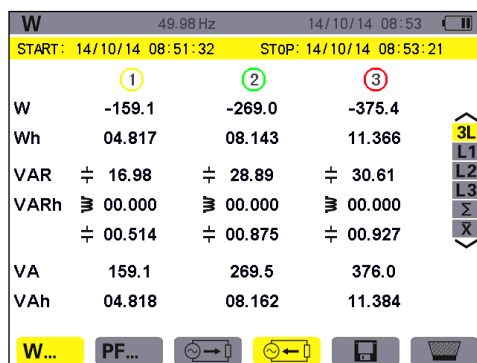 W 49.98 Hz 14/10/14 08:53
START: 14/10/14 08:51:32 STOP: 14/10/14 08:53:21
1 2 3
W -159.1 -269.0 -375.4
Wh 04.817 08.143 11.366
VAR 16.98 28.89 30.61
VARh 00.000 00.000 00.000
00.514 00.875 00.927
VA 159.1 269.5 376.0
VAh 04.818 08.162 11.384
3L
L1
L2
L3
Σ
X̅
W... PF...